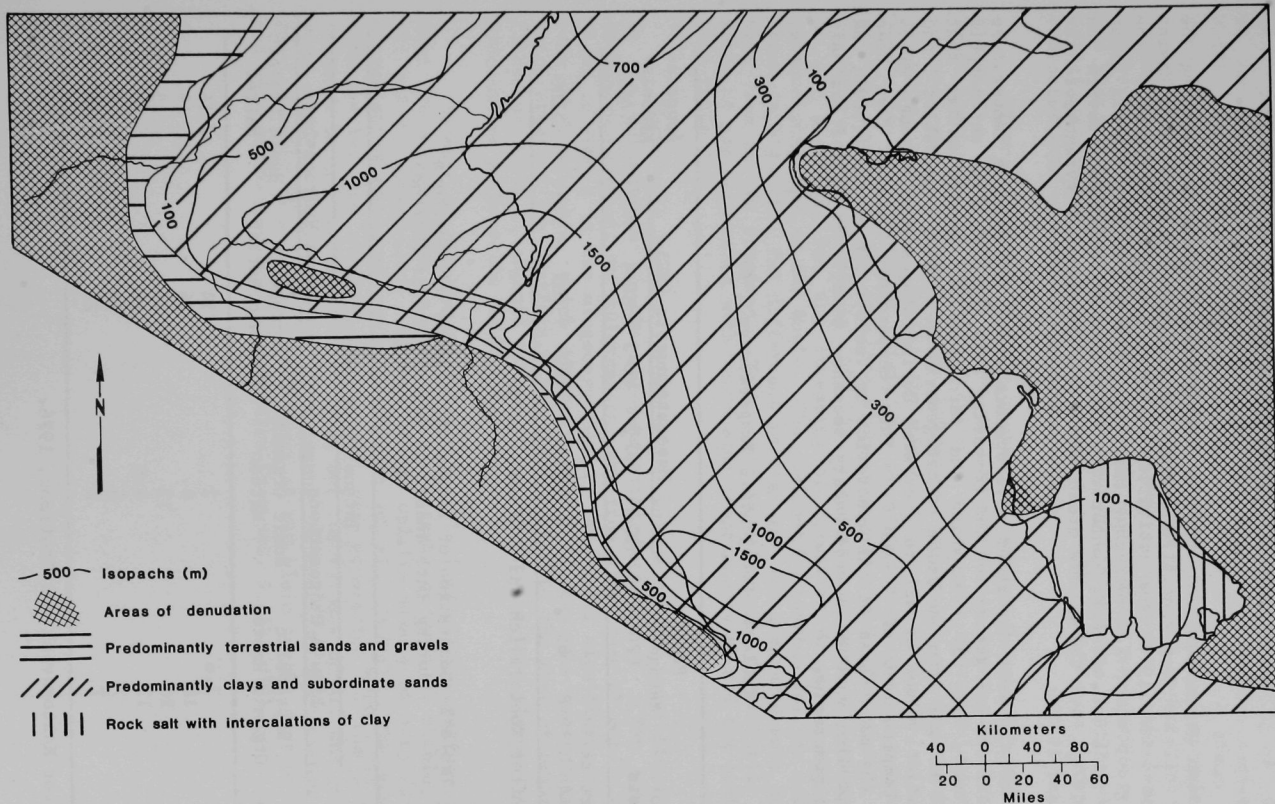 700
300
100
500
1000
100
1500
300
100
1000
500
1500
500
1000
N
500 Isopachs (m)
Areas of denudation
Predominantly terrestrial sands and gravels
Predominantly clays and subordinate sands
Rock salt with intercalations of clay
Kilometers
40 0 40 80
20 0 20 40 60
Miles